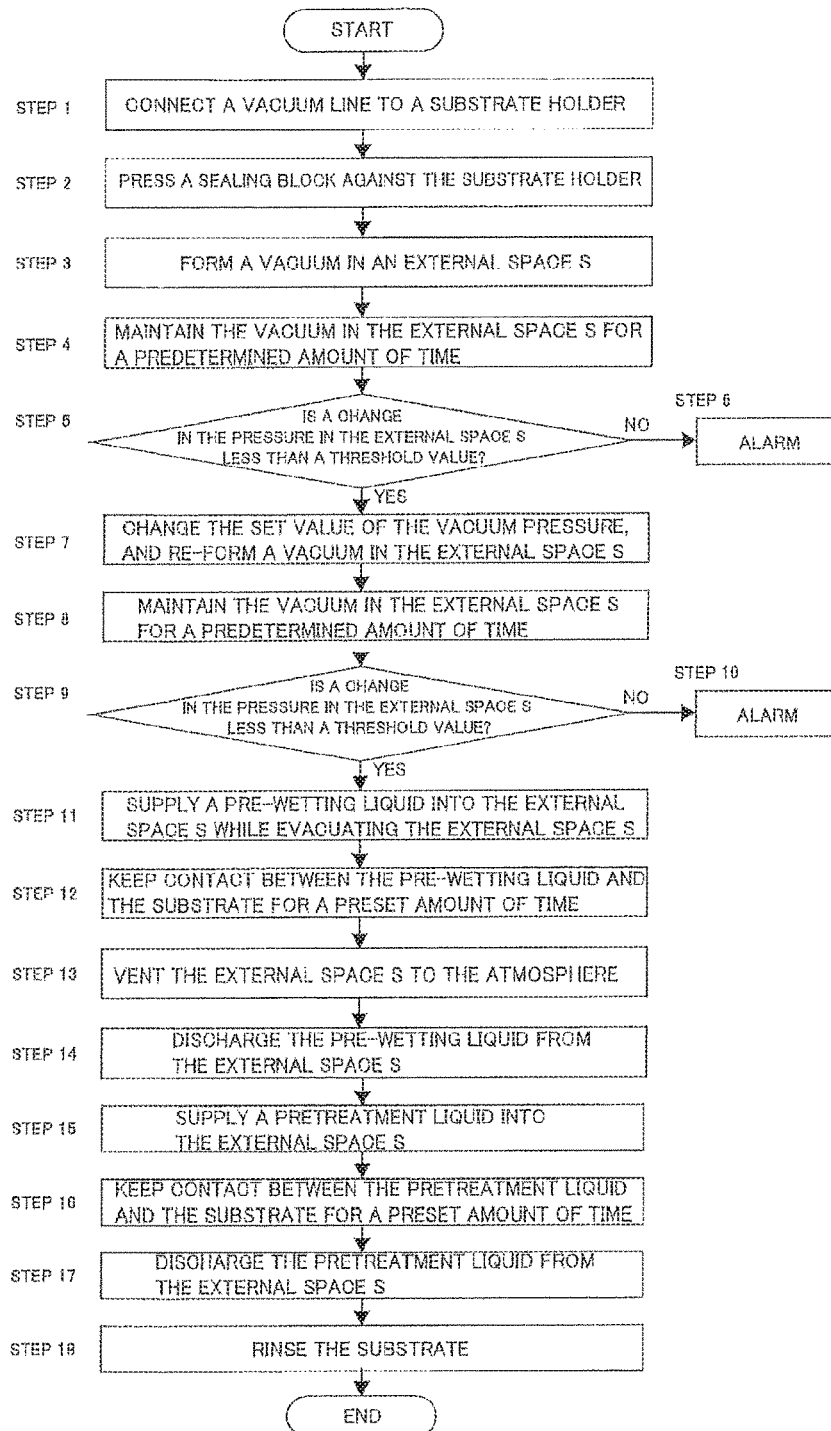 START
STEP 1
CONNECT A VACUUM LINE TO A SUBSTRATE HOLDER
STEP 2
PRESS A SEALING BLOCK AGAINST THE SUBSTRATE HOLDER
STEP 3
FORM A VACUUM IN AN EXTERNAL SPACE S
STEP 4
MAINTAIN THE VACUUM IN THE EXTERNAL SPACE S FOR
A PREDETERMINED AMOUNT OF TIME
STEP 5
IS A CHANGE
IN THE PRESSURE IN THE EXTERNAL SPACE S
LESS THAN A THRESHOLD VALUE?
NO
STEP 6
ALARM
YES
STEP 7
CHANGE THE SET VALUE OF THE VACUUM PRESSURE,
AND RE-FORM A VACUUM IN THE EXTERNAL SPACE S
STEP 8
MAINTAIN THE VACUUM IN THE EXTERNAL SPACE S
FOR A PREDETERMINED AMOUNT OF TIME
STEP 9
IS A CHANGE
IN THE PRESSURE IN THE EXTERNAL SPACE S
LESS THAN A THRESHOLD VALUE?
NO
STEP 10
ALARM
YES
STEP 11
SUPPLY A PRE-WETTING LIQUID INTO THE EXTERNAL
SPACE S WHILE EVACUATING THE EXTERNAL SPACE S
STEP 12
KEEP CONTACT BETWEEN THE PRE-WETTING LIQUID AND
THE SUBSTRATE FOR A PRESET AMOUNT OF TIME
STEP 13
VENT THE EXTERNAL SPACE S TO THE ATMOSPHERE
STEP 14
DISCHARGE THE PRE-WETTING LIQUID FROM
THE EXTERNAL SPACE S
STEP 15
SUPPLY A PRETREATMENT LIQUID INTO
THE EXTERNAL SPACE S
STEP 16
KEEP CONTACT BETWEEN THE PRETREATMENT LIQUID
AND THE SUBSTRATE FOR A PRESET AMOUNT OF TIME
STEP 17
DISCHARGE THE PRETREATMENT LIQUID FROM
THE EXTERNAL SPACE S
STEP 18
RINSE THE SUBSTRATE
END